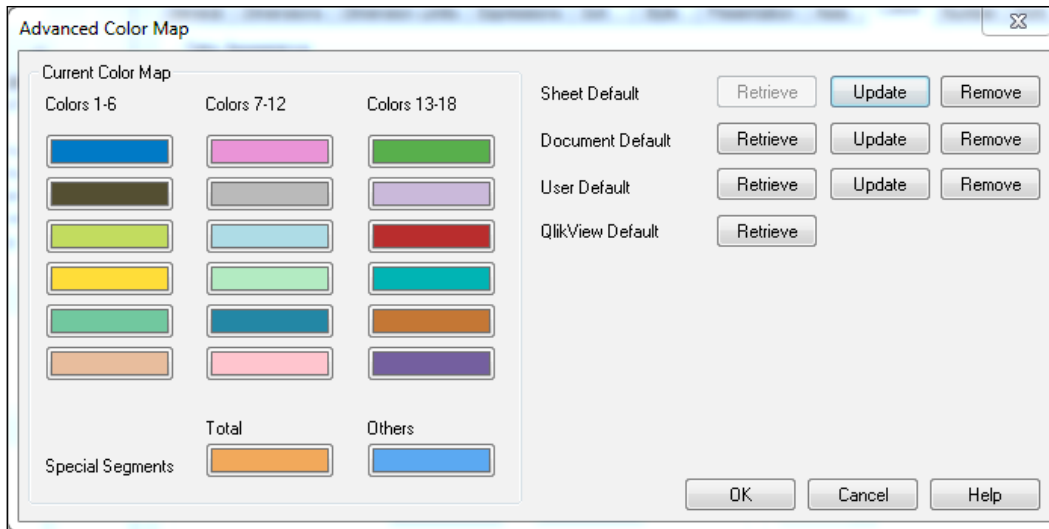 Advanced Color Map
Current Color Map
Colors 1-6 Colors 7-12 Colors 13-18
Total Others
Special Segments
Sheet Default Retrieve Update Remove
Document Default Retrieve Update Remove
User Default Retrieve Update Remove
QlikView Default Retrieve
OK Cancel Help